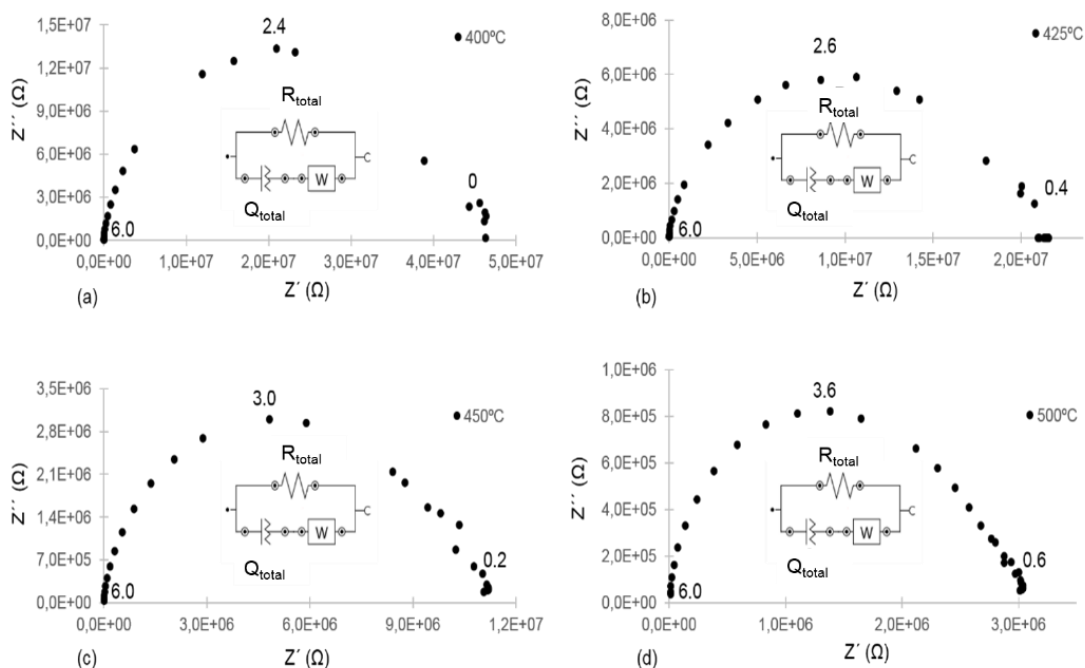 1,5E+07
1,2E+07
9,0E+06
6,0E+06
3,0E+06
0,0E+00
Z´´ (Ω)
2.4
400ºC
R total
W
C
Q total
0
6.0
0,0E+00 1,0E+07 2,0E+07 3,0E+07 4,0E+07 5,0E+07
(a)
Z´ (Ω)
8,0E+06
6,0E+06
4,0E+06
2,0E+06
0,0E+00
Z´´ (Ω)
2.6
425ºC
R total
W
C
Q total
0.4
6.0
0,0E+00 5,0E+06 1,0E+07 1,5E+07 2,0E+07
(b)
Z´ (Ω)
3,5E+06
2,8E+06
2,1E+06
1,4E+06
7,0E+05
0,0E+00
Z´´ (Ω)
3.0
450ºC
R total
W
C
Q total
0.2
6.0
0,0E+00 3,0E+06 6,0E+06 9,0E+06 1,2E+07
(c)
Z´ (Ω)
1,0E+06
8,0E+05
6,0E+05
4,0E+05
2,0E+05
0,0E+00
Z´´ (Ω)
3.6
500ºC
R total
W
C
Q total
0.6
6.0
0,0E+00 1,0E+06 2,0E+06 3,0E+06
(d)
Z´ (Ω)